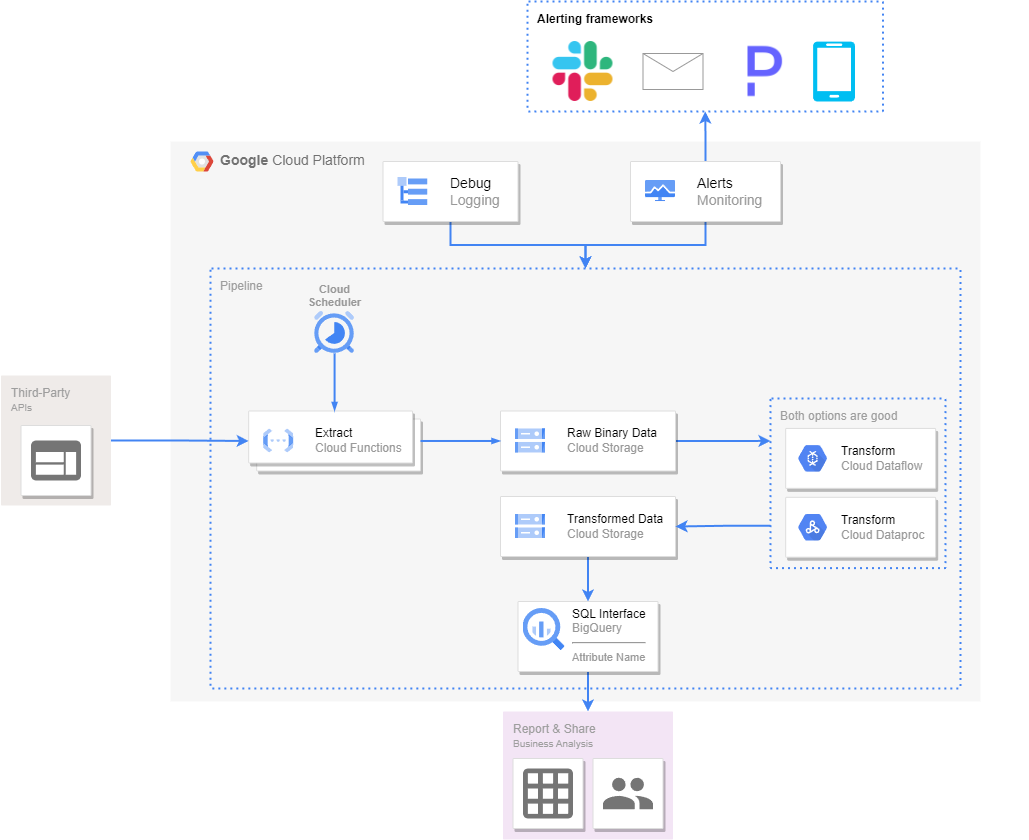 Alerting frameworks
Google Cloud Platform
Debug
Logging
Alerts
Monitoring
Pipeline
Cloud
Scheduler
Third-Party
APIs
Extract
Cloud Functions
Raw Binary Data
Cloud Storage
Both options are good
Transform
Cloud Dataflow
Transformed Data
Cloud Storage
Transform
Cloud Dataproc
SQL Interface
BigQuery
Attribute Name
Report & Share
Business Analysis